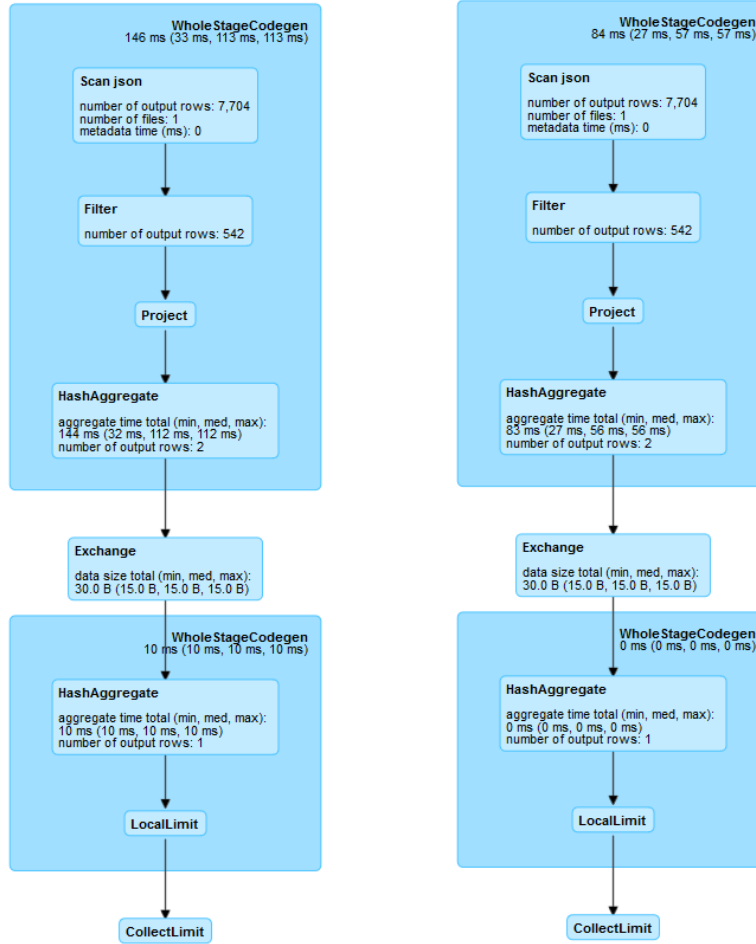 WholeStageCodegen
146 ms (33 ms, 113 ms, 113 ms)
Scan json
number of output rows: 7,704
number of files: 1
metadata time (ms): 0
Filter
number of output rows: 542
Project
HashAggregate
aggregate time total (min, med, max):
144 ms (32 ms, 112 ms, 112 ms)
number of output rows: 2
Exchange
data size total (min, med, max):
30.0 B (15.0 B, 15.0 B, 15.0 B)
WholeStageCodegen
10 ms (10 ms, 10 ms, 10 ms)
HashAggregate
aggregate time total (min, med, max):
10 ms (10 ms, 10 ms, 10 ms)
number of output rows: 1
LocalLimit
CollectLimit
WholeStageCodegen
84 ms (27 ms, 57 ms, 57 ms)
Scan json
number of output rows: 7,704
number of files: 1
metadata time (ms): 0
Filter
number of output rows: 542
Project
HashAggregate
aggregate time total (min, med, max):
83 ms (27 ms, 56 ms, 56 ms)
number of output rows: 2
Exchange
data size total (min, med, max):
30.0 B (15.0 B, 15.0 B, 15.0 B)
WholeStageCodegen
0 ms (0 ms, 0 ms, 0 ms)
HashAggregate
aggregate time total (min, med, max):
0 ms (0 ms, 0 ms, 0 ms)
number of output rows: 1
LocalLimit
CollectLimit